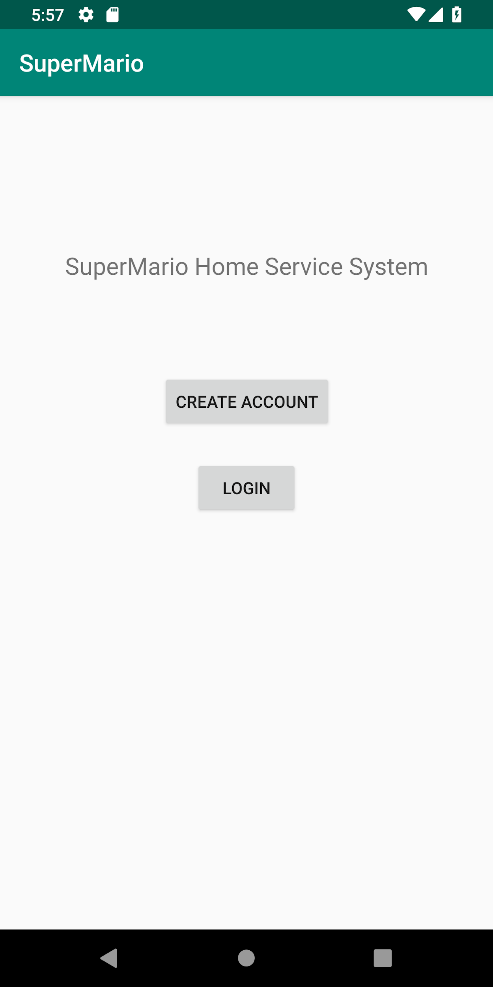 5:57
SuperMario
SuperMario Home Service System
CREATE ACCOUNT
LOGIN